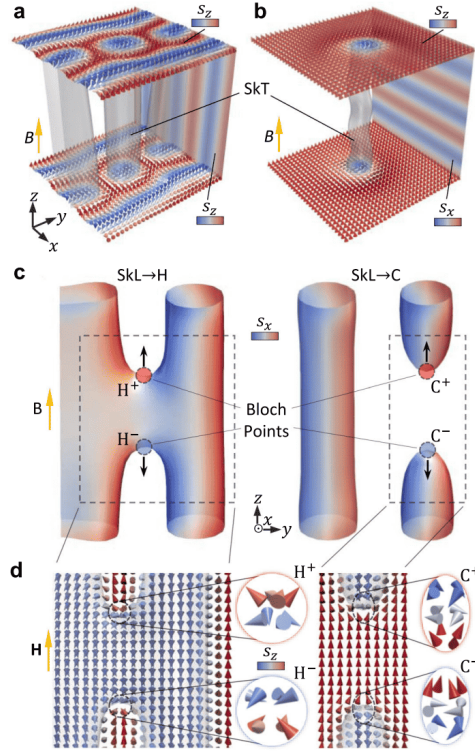 a
b
s_z
s_z
SkT
B
B
z
y
x
s_z
s_x
c
SkL→H
SkL→C
s_x
H⁺
C⁺
B
Bloch
Points
H⁻
C⁻
z
x
y
d
H⁺
C⁺
H
s_z
H⁻
C⁻